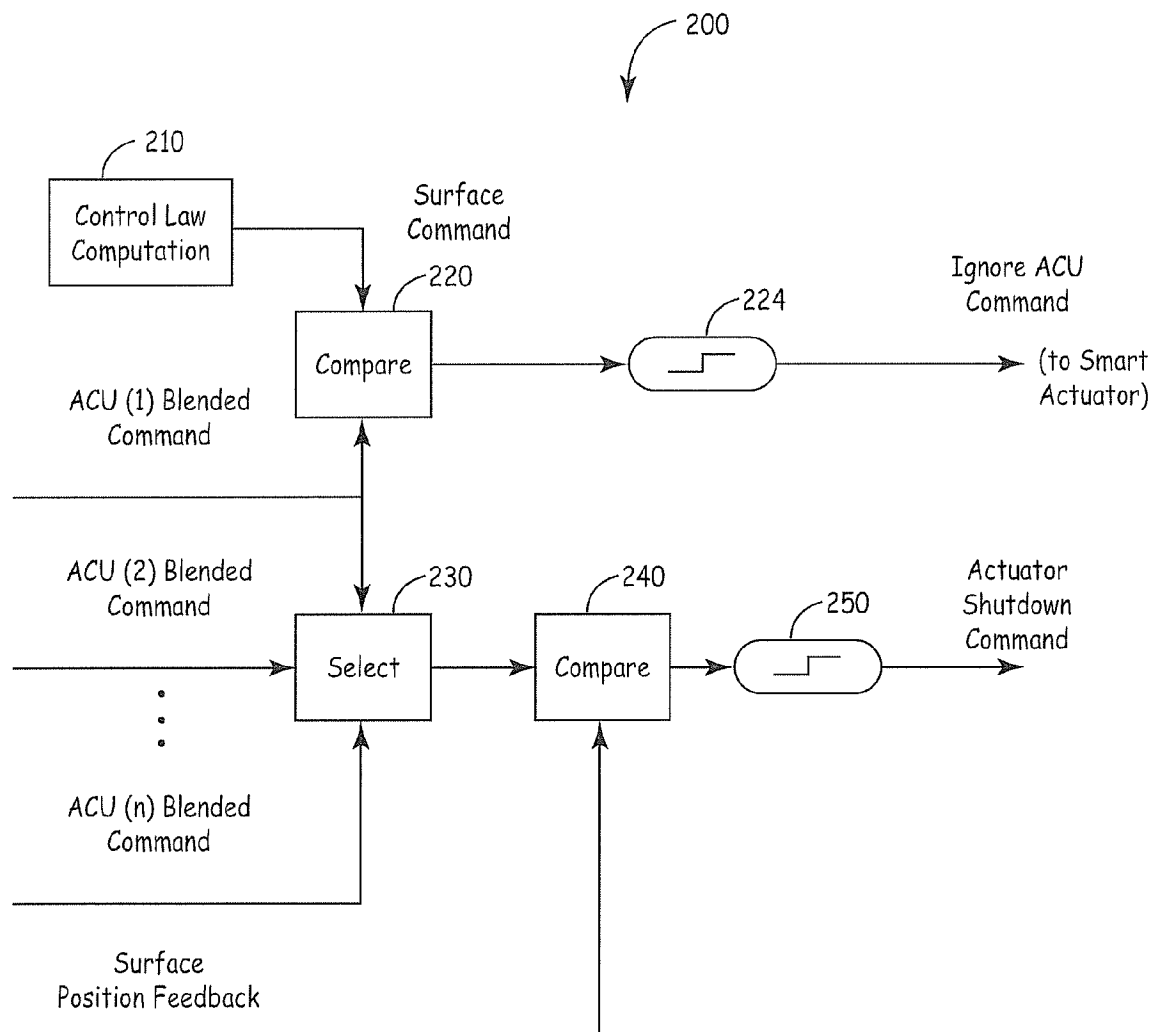 200
210
Control Law
Computation
Surface
Command
220
Compare
224
Ignore ACU
Command
(to Smart
Actuator)
ACU (1) Blended
Command
ACU (2) Blended
Command
230
Select
240
Compare
250
Actuator
Shutdown
Command
ACU (n) Blended
Command
Surface
Position Feedback